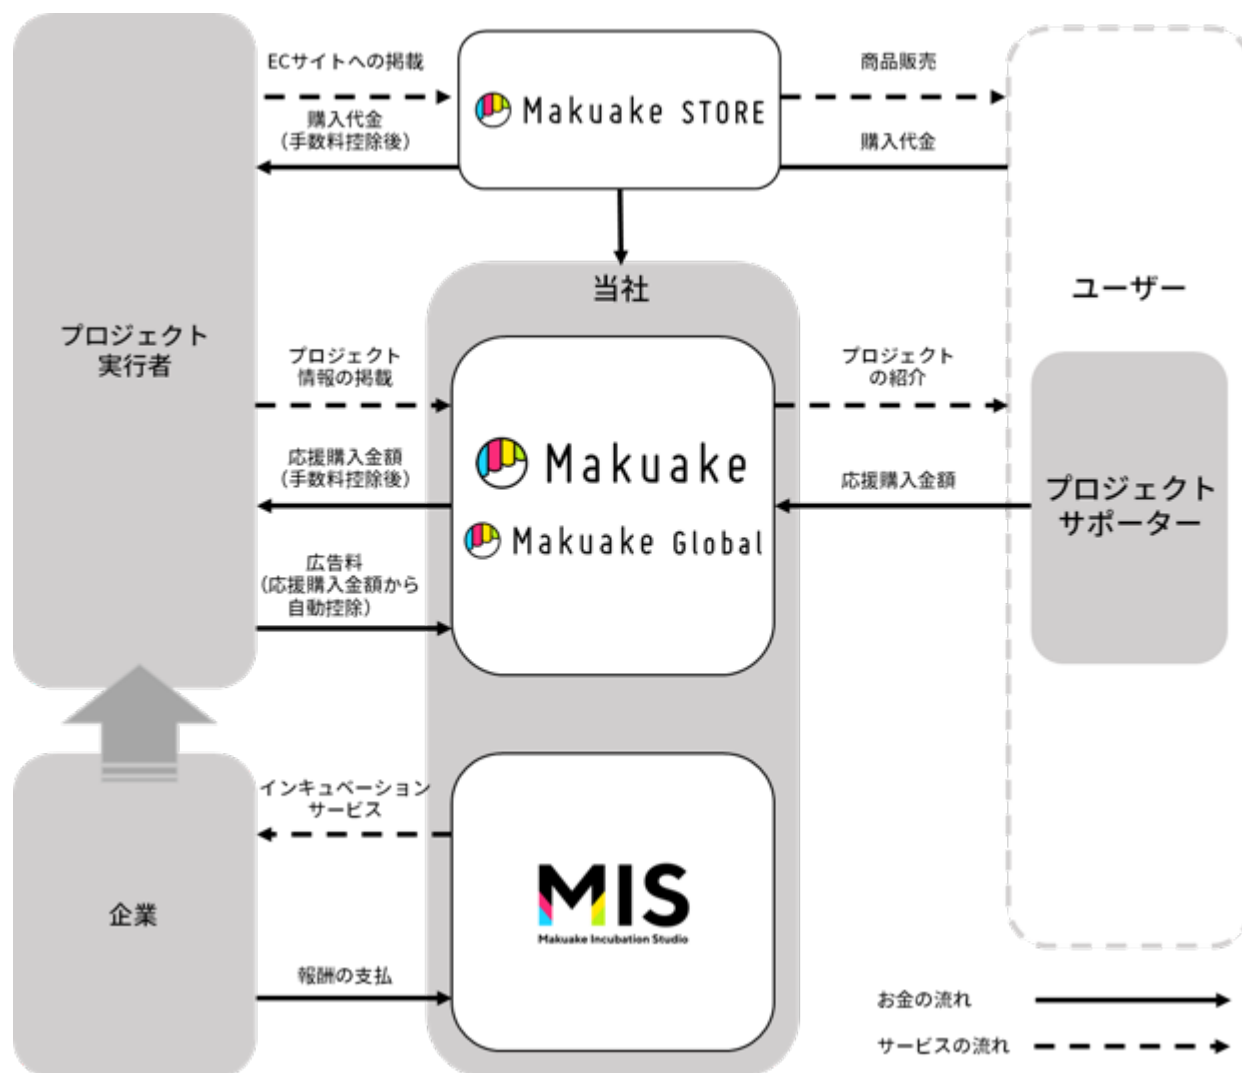 ECサイトへの掲載
購入代金
（手数料控除後）
Makuake STORE
商品販売
購入代金
当社
ユーザー
プロジェクト
実行者
プロジェクト
情報の掲載
プロジェクト
の紹介
応援購入金額
（手数料控除後）
Makuake
Makuake Global
応援購入金額
プロジェクト
サポーター
広告料
（応援購入金額から
自動控除）
インキュベーション
サービス
企業
MIS
Makuake Incubation Studio
報酬の支払
お金の流れ
サービスの流れ